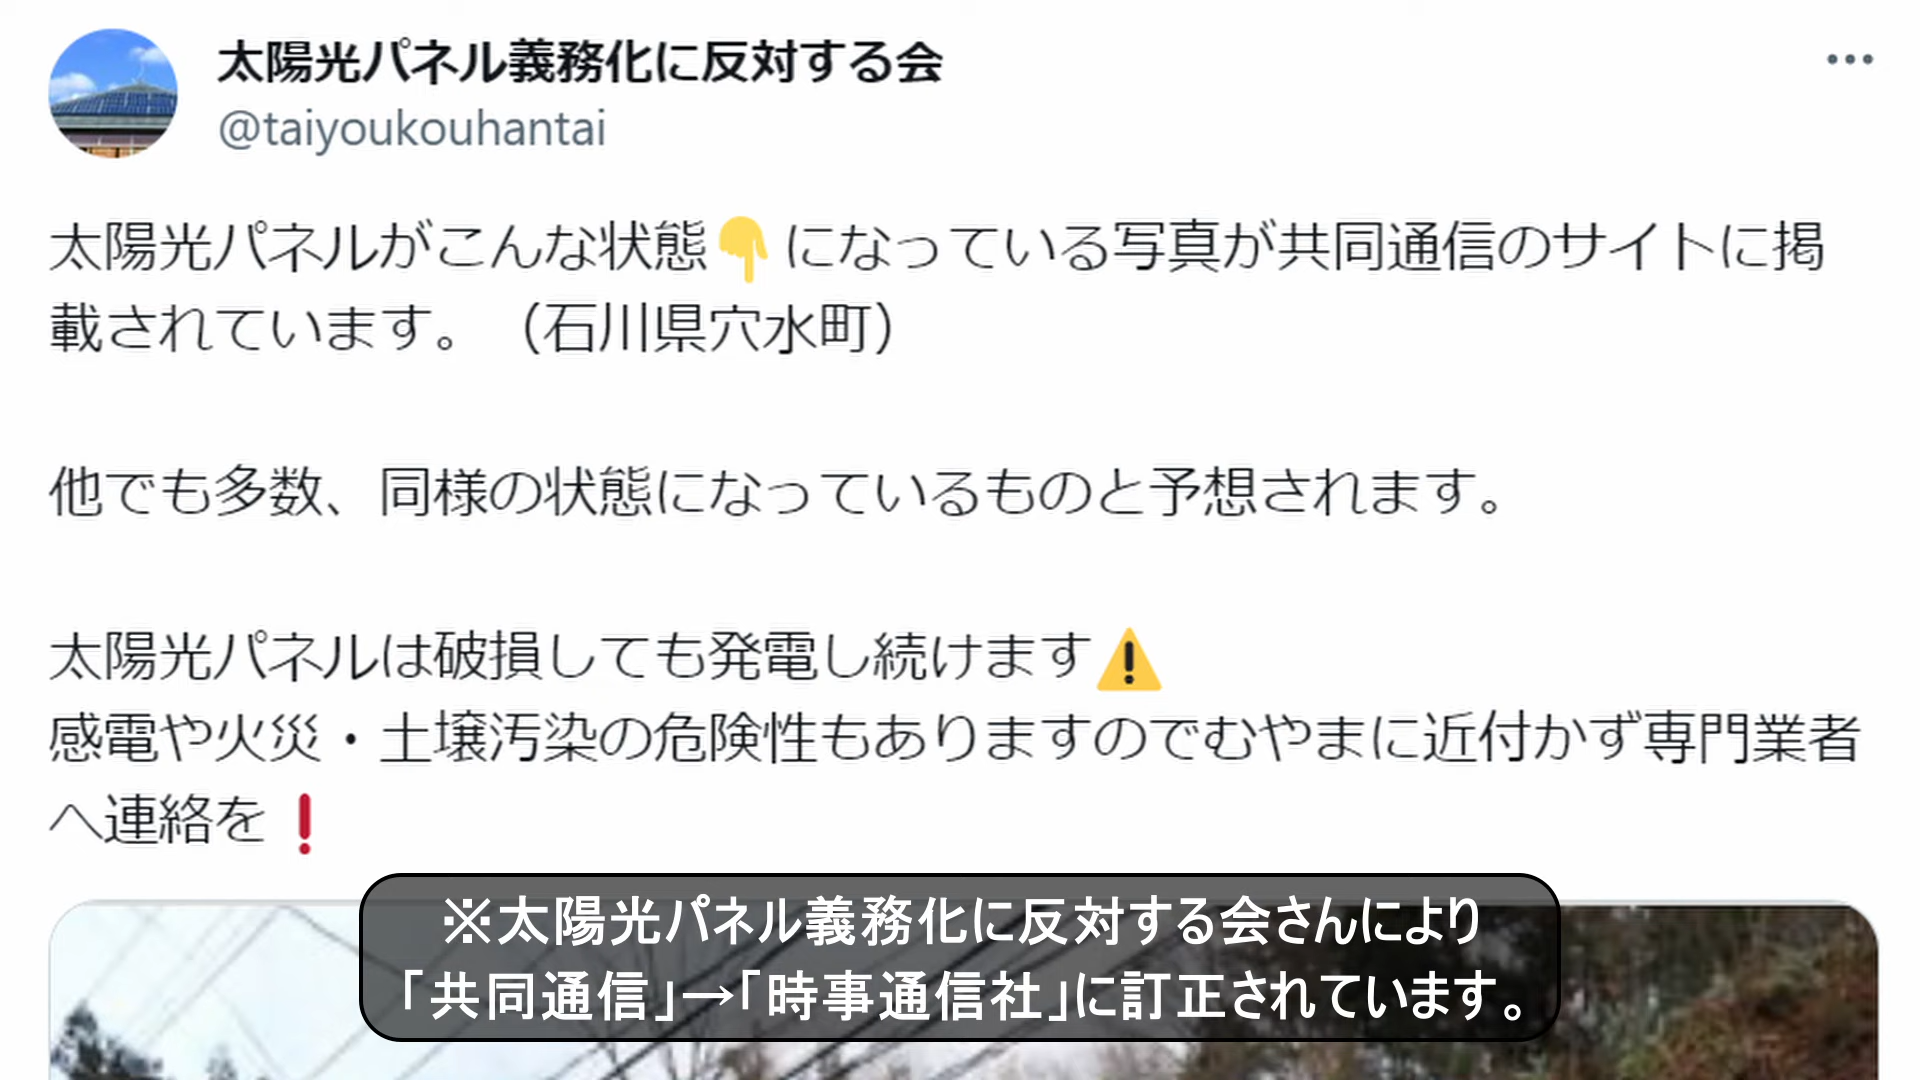 太陽光パネル義務化に反対する会
@taiyoukouhantai
太陽光パネルがこんな状態👇になっている写真が共同通信のサイトに掲
載されています。（石川県穴水町）
他でも多数、同様の状態になっているものと予想されます。
太陽光パネルは破損しても発電し続けます⚠
感電や火災・土壌汚染の危険性もありますのでむやまに近付かず専門業者
へ連絡を❗
※太陽光パネル義務化に反対する会さんにより
「共同通信」→「時事通信社」に訂正されています。